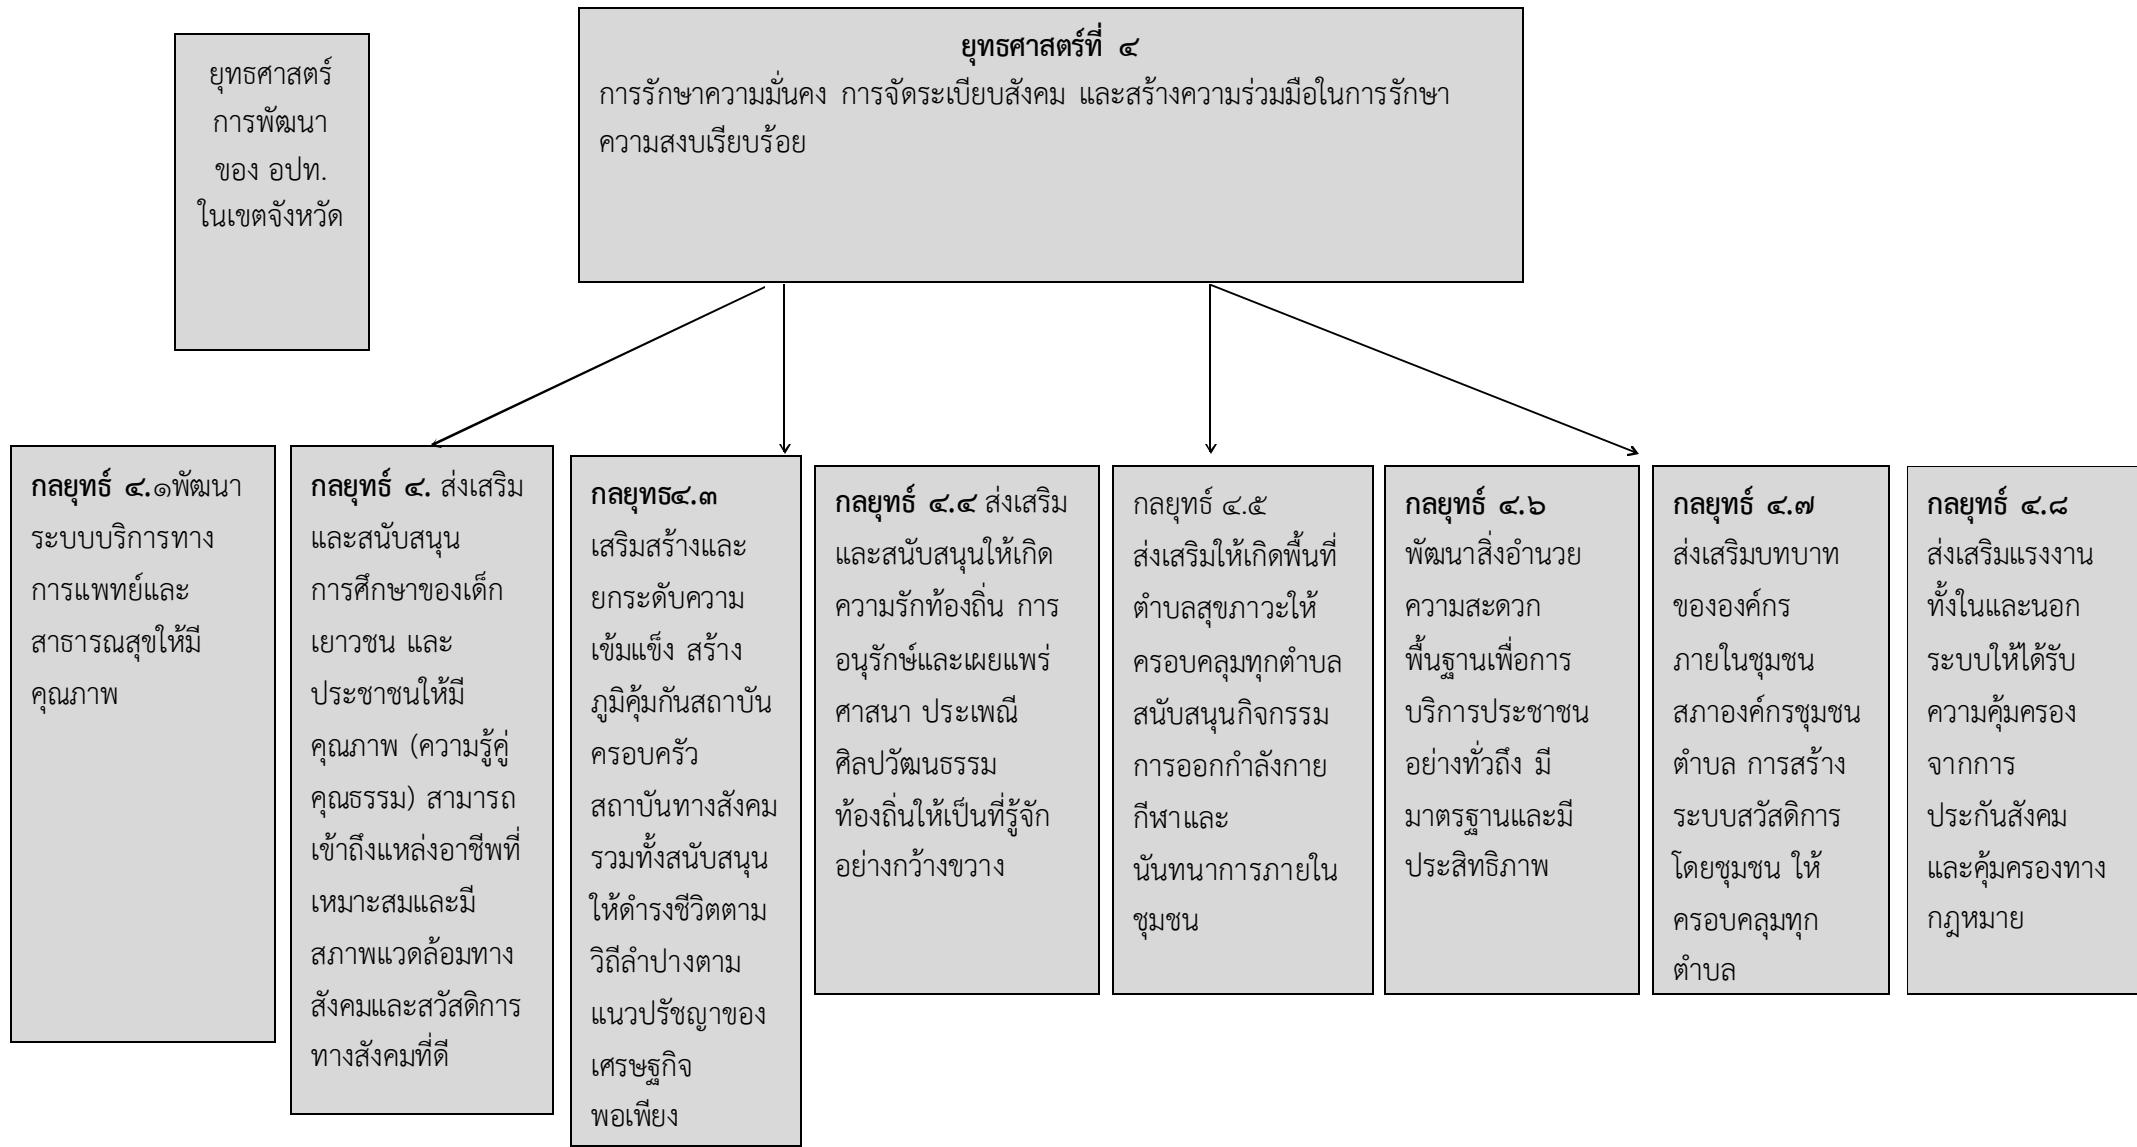 ยุทธศาสตร์
การพัฒนา
ของ อปท.
ในเขตจังหวัด
ยุทธศาสตร์ที่ ๔
การรักษาความมั่นคง การจัดระเบียบสังคม และสร้างความร่วมมือในการรักษา
ความสงบเรียบร้อย
กลยุทธ์ ๔.๑พัฒนา
ระบบบริการทาง
การแพทย์และ
สาธารณสุขให้มี
คุณภาพ
กลยุทธ์ ๔. ส่งเสริม
และสนับสนุน
การศึกษาของเด็ก
เยาวชน และ
ประชาชนให้มี
คุณภาพ (ความรู้คู่
คุณธรรม) สามารถ
เข้าถึงแหล่งอาชีพที่
เหมาะสมและมี
สภาพแวดล้อมทาง
สังคมและสวัสดิการ
ทางสังคมที่ดี
กลยุทธ๔.๓
เสริมสร้างและ
ยกระดับความ
เข้มแข็ง สร้าง
ภูมิคุ้มกันสถาบัน
ครอบครัว
สถาบันทางสังคม
รวมทั้งสนับสนุน
ให้ดำรงชีวิตตาม
วิถีลำปางตาม
แนวปรัชญาของ
เศรษฐกิจ
พอเพียง
กลยุทธ์ ๔.๔ ส่งเสริม
และสนับสนุนให้เกิด
ความรักท้องถิ่น การ
อนุรักษ์และเผยแพร่
ศาสนา ประเพณี
ศิลปวัฒนธรรม
ท้องถิ่นให้เป็นที่รู้จัก
อย่างกว้างขวาง
กลยุทธ์ ๔.๕
ส่งเสริมให้เกิดพื้นที่
ตำบลสุขภาวะให้
ครอบคลุมทุกตำบล
สนับสนุนกิจกรรม
การออกกำลังกาย
กีฬาและ
นันทนาการภายใน
ชุมชน
กลยุทธ์ ๔.๖
พัฒนาสิ่งอำนวย
ความสะดวก
พื้นฐานเพื่อการ
บริการประชาชน
อย่างทั่วถึง มี
มาตรฐานและมี
ประสิทธิภาพ
กลยุทธ์ ๔.๗
ส่งเสริมบทบาท
ขององค์กร
ภายในชุมชน
สภาองค์กรชุมชน
ตำบล การสร้าง
ระบบสวัสดิการ
โดยชุมชน ให้
ครอบคลุมทุก
ตำบล
กลยุทธ์ ๔.๘
ส่งเสริมแรงงาน
ทั้งในและนอก
ระบบให้ได้รับ
ความคุ้มครอง
จากการ
ประกันสังคม
และคุ้มครองทาง
กฎหมาย